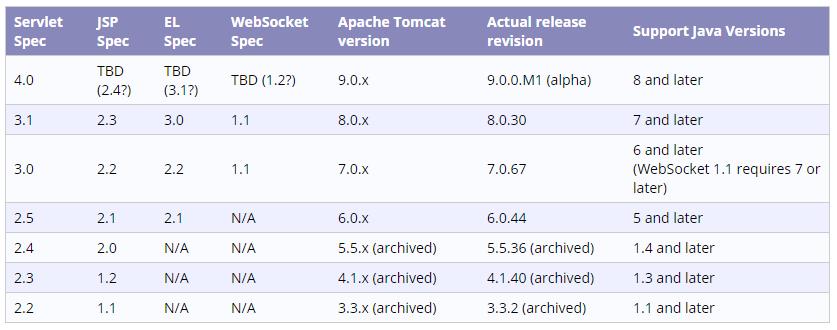 Servlet Spec JSP Spec EL Spec WebSocket Spec Apache Tomcat version Actual release revision Support Java Versions
4.0 TBD (2.4?) TBD (3.1?) TBD (1.2?) 9.0.x 9.0.0.M1 (alpha) 8 and later
3.1 2.3 3.0 1.1 8.0.x 8.0.30 7 and later
3.0 2.2 2.2 1.1 7.0.x 7.0.67 6 and later (WebSocket 1.1 requires 7 or later)
2.5 2.1 2.1 N/A 6.0.x 6.0.44 5 and later
2.4 2.0 N/A N/A 5.5.x (archived) 5.5.36 (archived) 1.4 and later
2.3 1.2 N/A N/A 4.1.x (archived) 4.1.40 (archived) 1.3 and later
2.2 1.1 N/A N/A 3.3.x (archived) 3.3.2 (archived) 1.1 and later